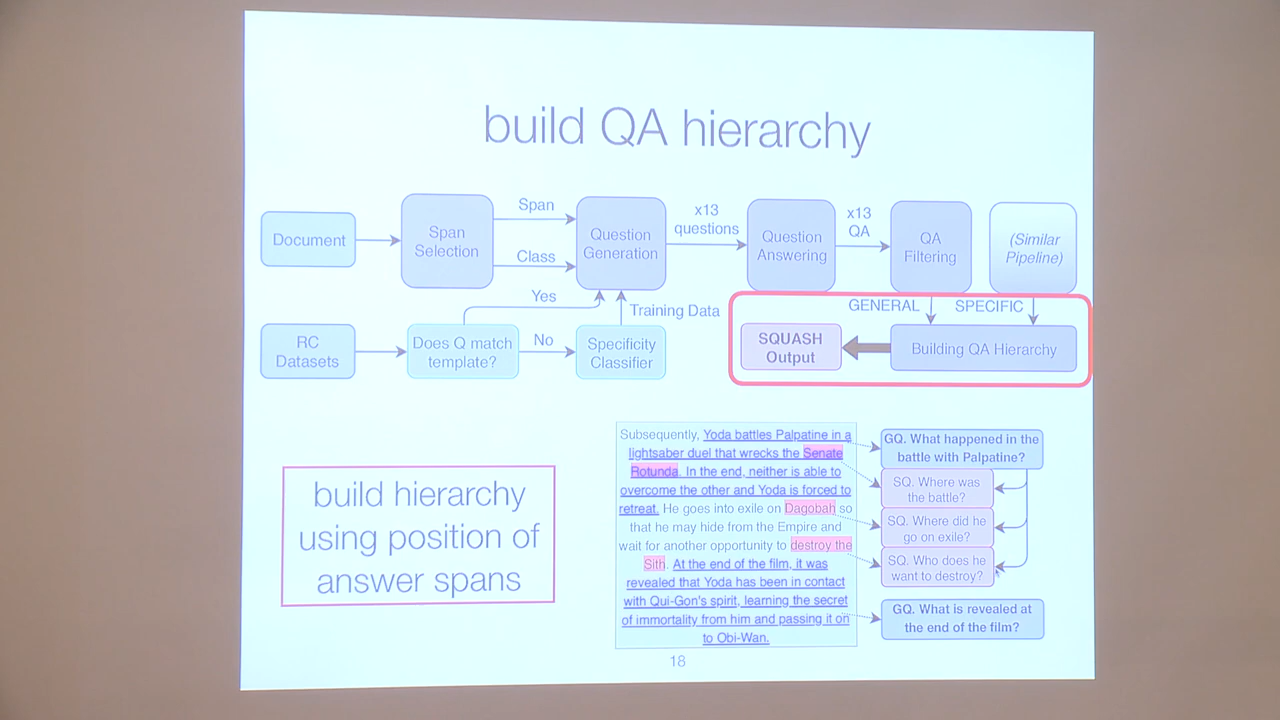 build QA hierarchy
Document
Span
Selection
Span
Class
Question
Generation
x13
questions
Question
Answering
x13
QA
QA
Filtering
(Similar
Pipeline)
Yes
Training Data
GENERAL
SPECIFIC
RC
Datasets
Does Q match
template?
No
Specificity
Classifier
SQUASH
Output
Building QA Hierarchy
build hierarchy
using position of
answer spans
Subsequently, Yoda battles Palpatine in a
lightsaber duel that wrecks the Senate
Rotunda. In the end, neither is able to
overcome the other and Yoda is forced to
retreat. He goes into exile on Dagobah so
that he may hide from the Empire and
wait for another opportunity to destroy the
Sith. At the end of the film, it was
revealed that Yoda has been in contact
with Qui-Gon's spirit, learning the secret
of immortality from him and passing it on
to Obi-Wan.
GQ. What happened in the
battle with Palpatine?
SQ. Where was
the battle?
SQ. Where did he
go on exile?
SQ. Who does he
want to destroy?
GQ. What is revealed at
the end of the film?
18